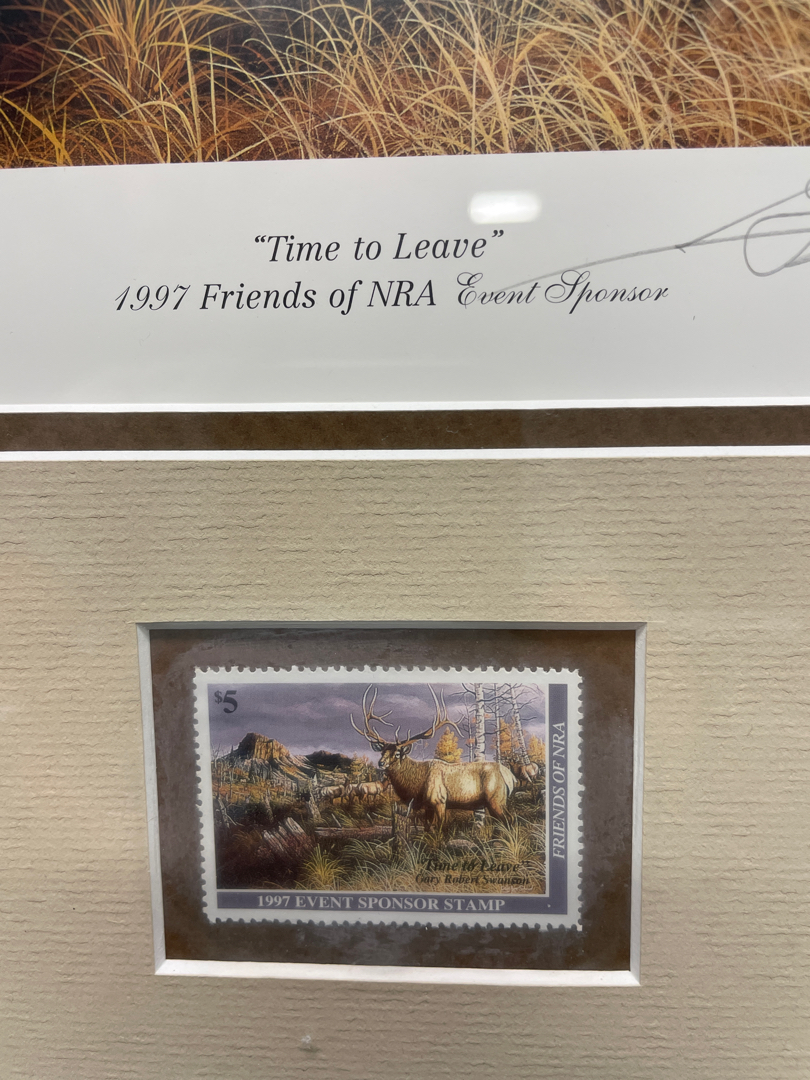 “Time to Leave”
1997 Friends of NRA Event Sponsor
$5
FRIENDS OF NRA
"Time to Leave"
Gary Robert Swanson
1997 EVENT SPONSOR STAMP